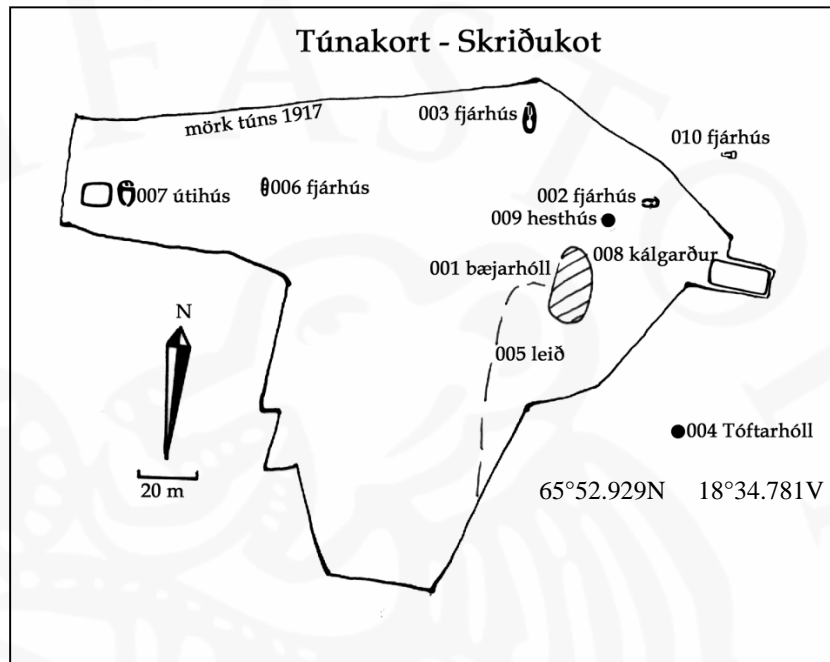 Túnakort - Skriðukot
mörk túns 1917
003 fjárhús
010 fjárhús
007 útihús
006 fjárhús
002 fjárhús
009 hesthús
008 kálgarður
001 bæjarhóll
N
005 leið
004 Tóftarhóll
20 m
65°52.929N 18°34.781V